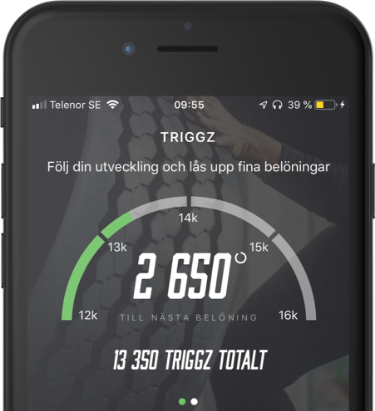 Telenor SE 09:55 39 %
TRIGGZ
Följ din utveckling och lås upp fina belöningar
14k
13k 15k
2 650
12k TILL NÄSTA BELÖNING 16k
13 350 TRIGGZ TOTALT